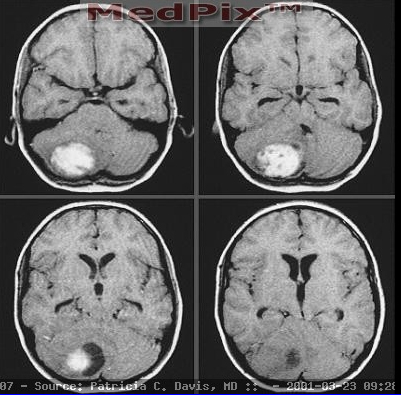 MedPix™
07 - Source: Patricia C. Davis, MD :: - 2001-03-23 09:28